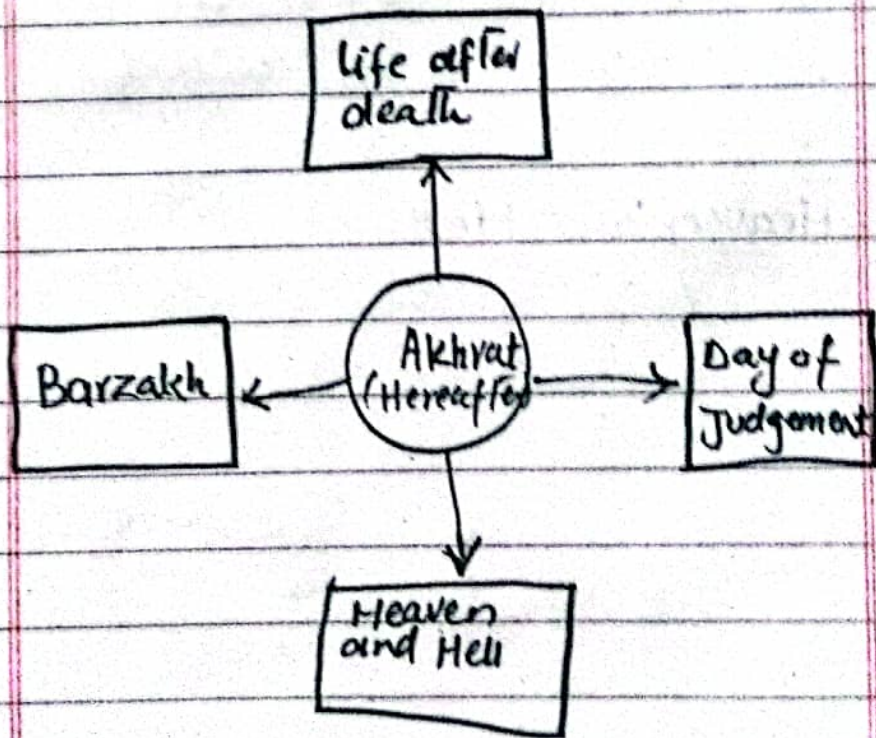 Life after
death
Barzakh
Akhrat
(Hereafter
Day of
Judgement
Heaven
and Hell